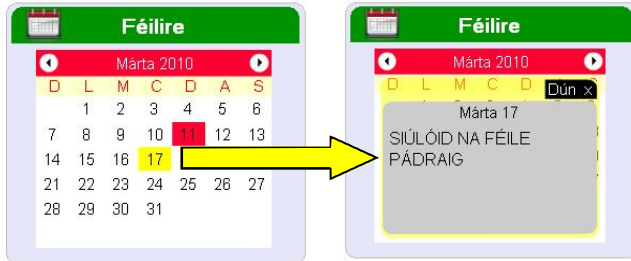 Féilire
Márta 2010
D L M C D A S
1 2 3 4 5 6
7 8 9 10 11 12 13
14 15 16 17
21 22 23 24 25 26 27
28 29 30 31
Féilire
Márta 2010
D L M C D S
Dún x
Márta 17
SIÚLÓID NA FÉILE
PÁDRAIG